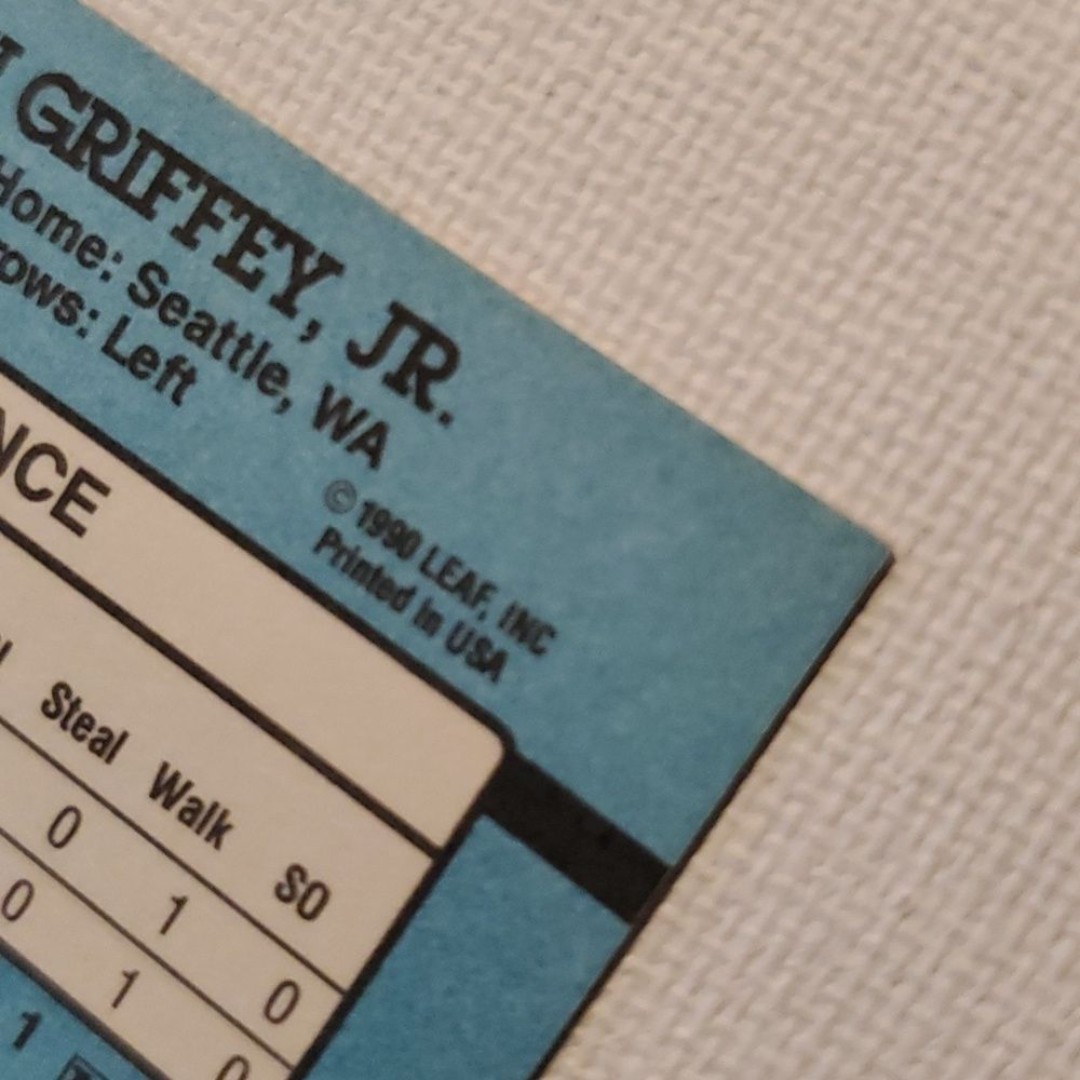 GRIFFEY, JR.
Home: Seattle, WA
rows: Left
© 1990 LEAF, INC
Printed in USA
NCE
Steal Walk SO
0 1 0
0 1 0
1